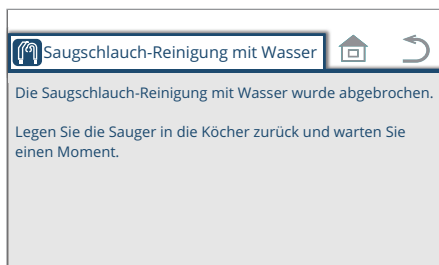 Saugschlauch-Reinigung mit Wasser
Die Saugschlauch-Reinigung mit Wasser wurde abgebrochen.
Legen Sie die Sauger in die Köcher zurück und warten Sie
einen Moment.